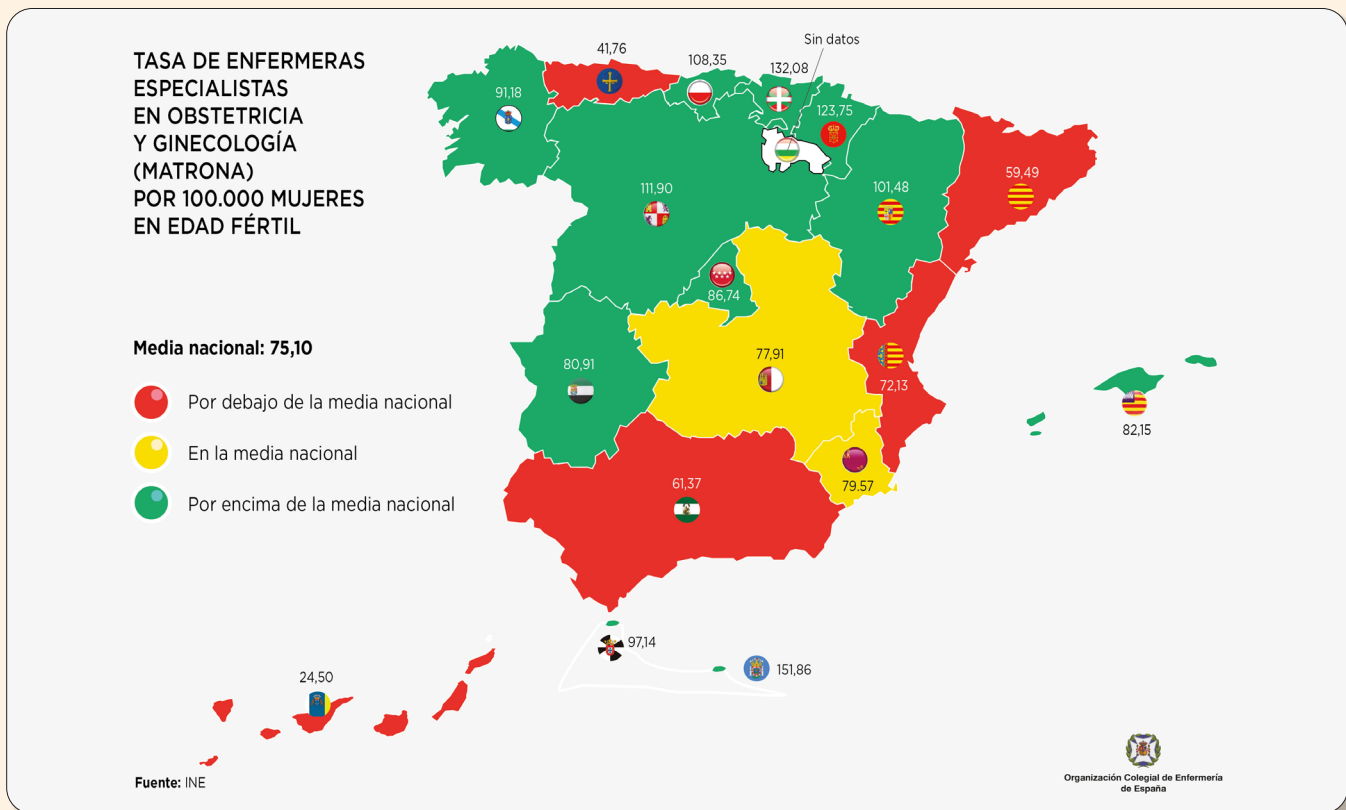 TASA DE ENFERMERAS
ESPECIALISTAS
EN OBSTETRICIA
Y GINECOLOGÍA
(MATRONA)
POR 100.000 MUJERES
EN EDAD FÉRTIL
Media nacional: 75,10
Por debajo de la media nacional
En la media nacional
Por encima de la media nacional
Sin datos
41,76
108,35
132,08
91,18
123,75
59,49
111,90
101,48
86,74
77,91
80,91
72,13
82,15
79.57
61,37
97,14
151,86
24,50
Fuente: INE
Organización Colegial de Enfermería
de España